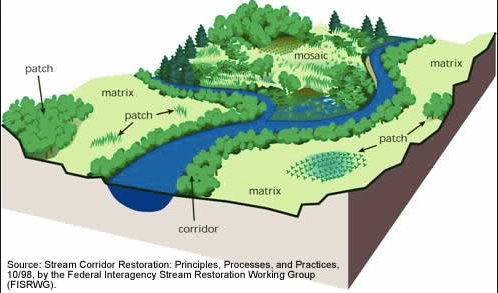 mosaic
patch
matrix
matrix
patch
patch
matrix
corridor
Source: Stream Corridor Restoration: Principles, Processes, and Practices,
10/98, by the Federal Interagency Stream Restoration Working Group
(FISRWG).